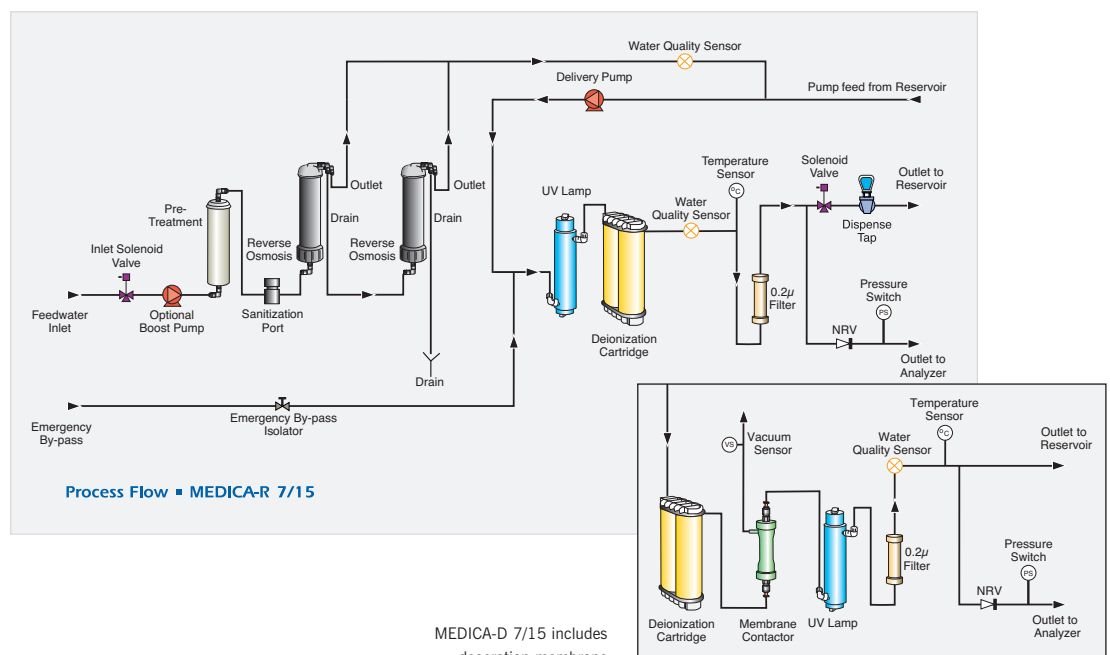 Water Quality
Sensor
Delivery Pump
Pump feed from Reservoir
Temperature
Sensor
°C
Solenoid
Valve
Outlet to
Reservoir
Dispense
Tap
UV Lamp
Water
Quality Sensor
Outlet
Outlet
Pre-
Treatment
Drain
Drain
Reverse
Osmosis
Reverse
Osmosis
Inlet Solenoid
Valve
Feedwater
Inlet
Optional
Boost Pump
Sanitization
Port
0.2µ
Filter
Pressure
Switch
PS
NRV
Outlet to
Analyzer
Deionization
Cartridge
Drain
Emergency
By-pass
Emergency By-pass
Isolator
Process Flow ▪ MEDICA-R 7/15
Temperature
Sensor
°C
Vacuum
Sensor
VS
Water
Quality Sensor
Outlet to
Reservoir
0.2µ
Filter
Pressure
Switch
PS
NRV
Deionization
Cartridge
Membrane
Contactor
UV Lamp
Outlet to
Analyzer
MEDICA-D 7/15 includes